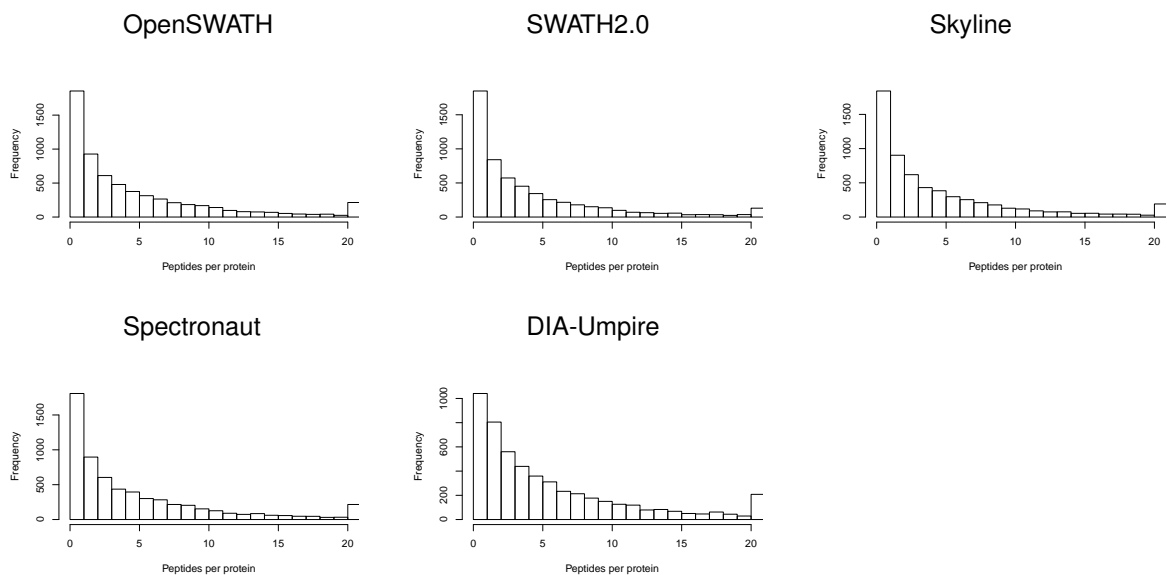 OpenSWATH
SWATH2.0
Skyline
Frequency
0 500 1000 1500
0 5 10 15 20
Peptides per protein
Frequency
0 500 1000 1500
0 5 10 15 20
Peptides per protein
Frequency
0 500 1000 1500
0 5 10 15 20
Peptides per protein
Spectronaut
DIA-Umpire
Frequency
0 500 1000 1500
0 5 10 15 20
Peptides per protein
Frequency
0 200 600 1000
0 5 10 15 20
Peptides per protein